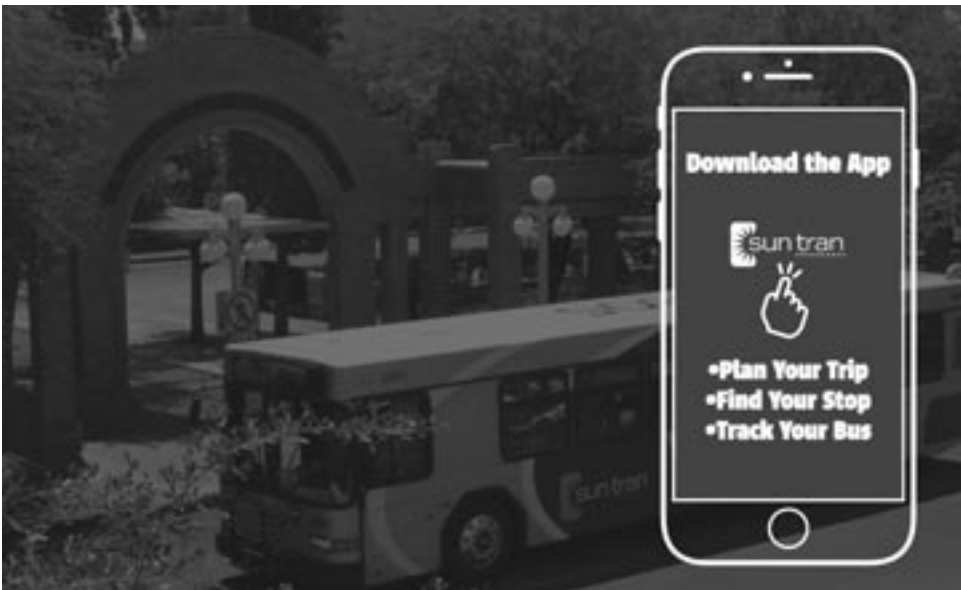 Download the App
sun tran
•Plan Your Trip
•Find Your Stop
•Track Your Bus
sun tran